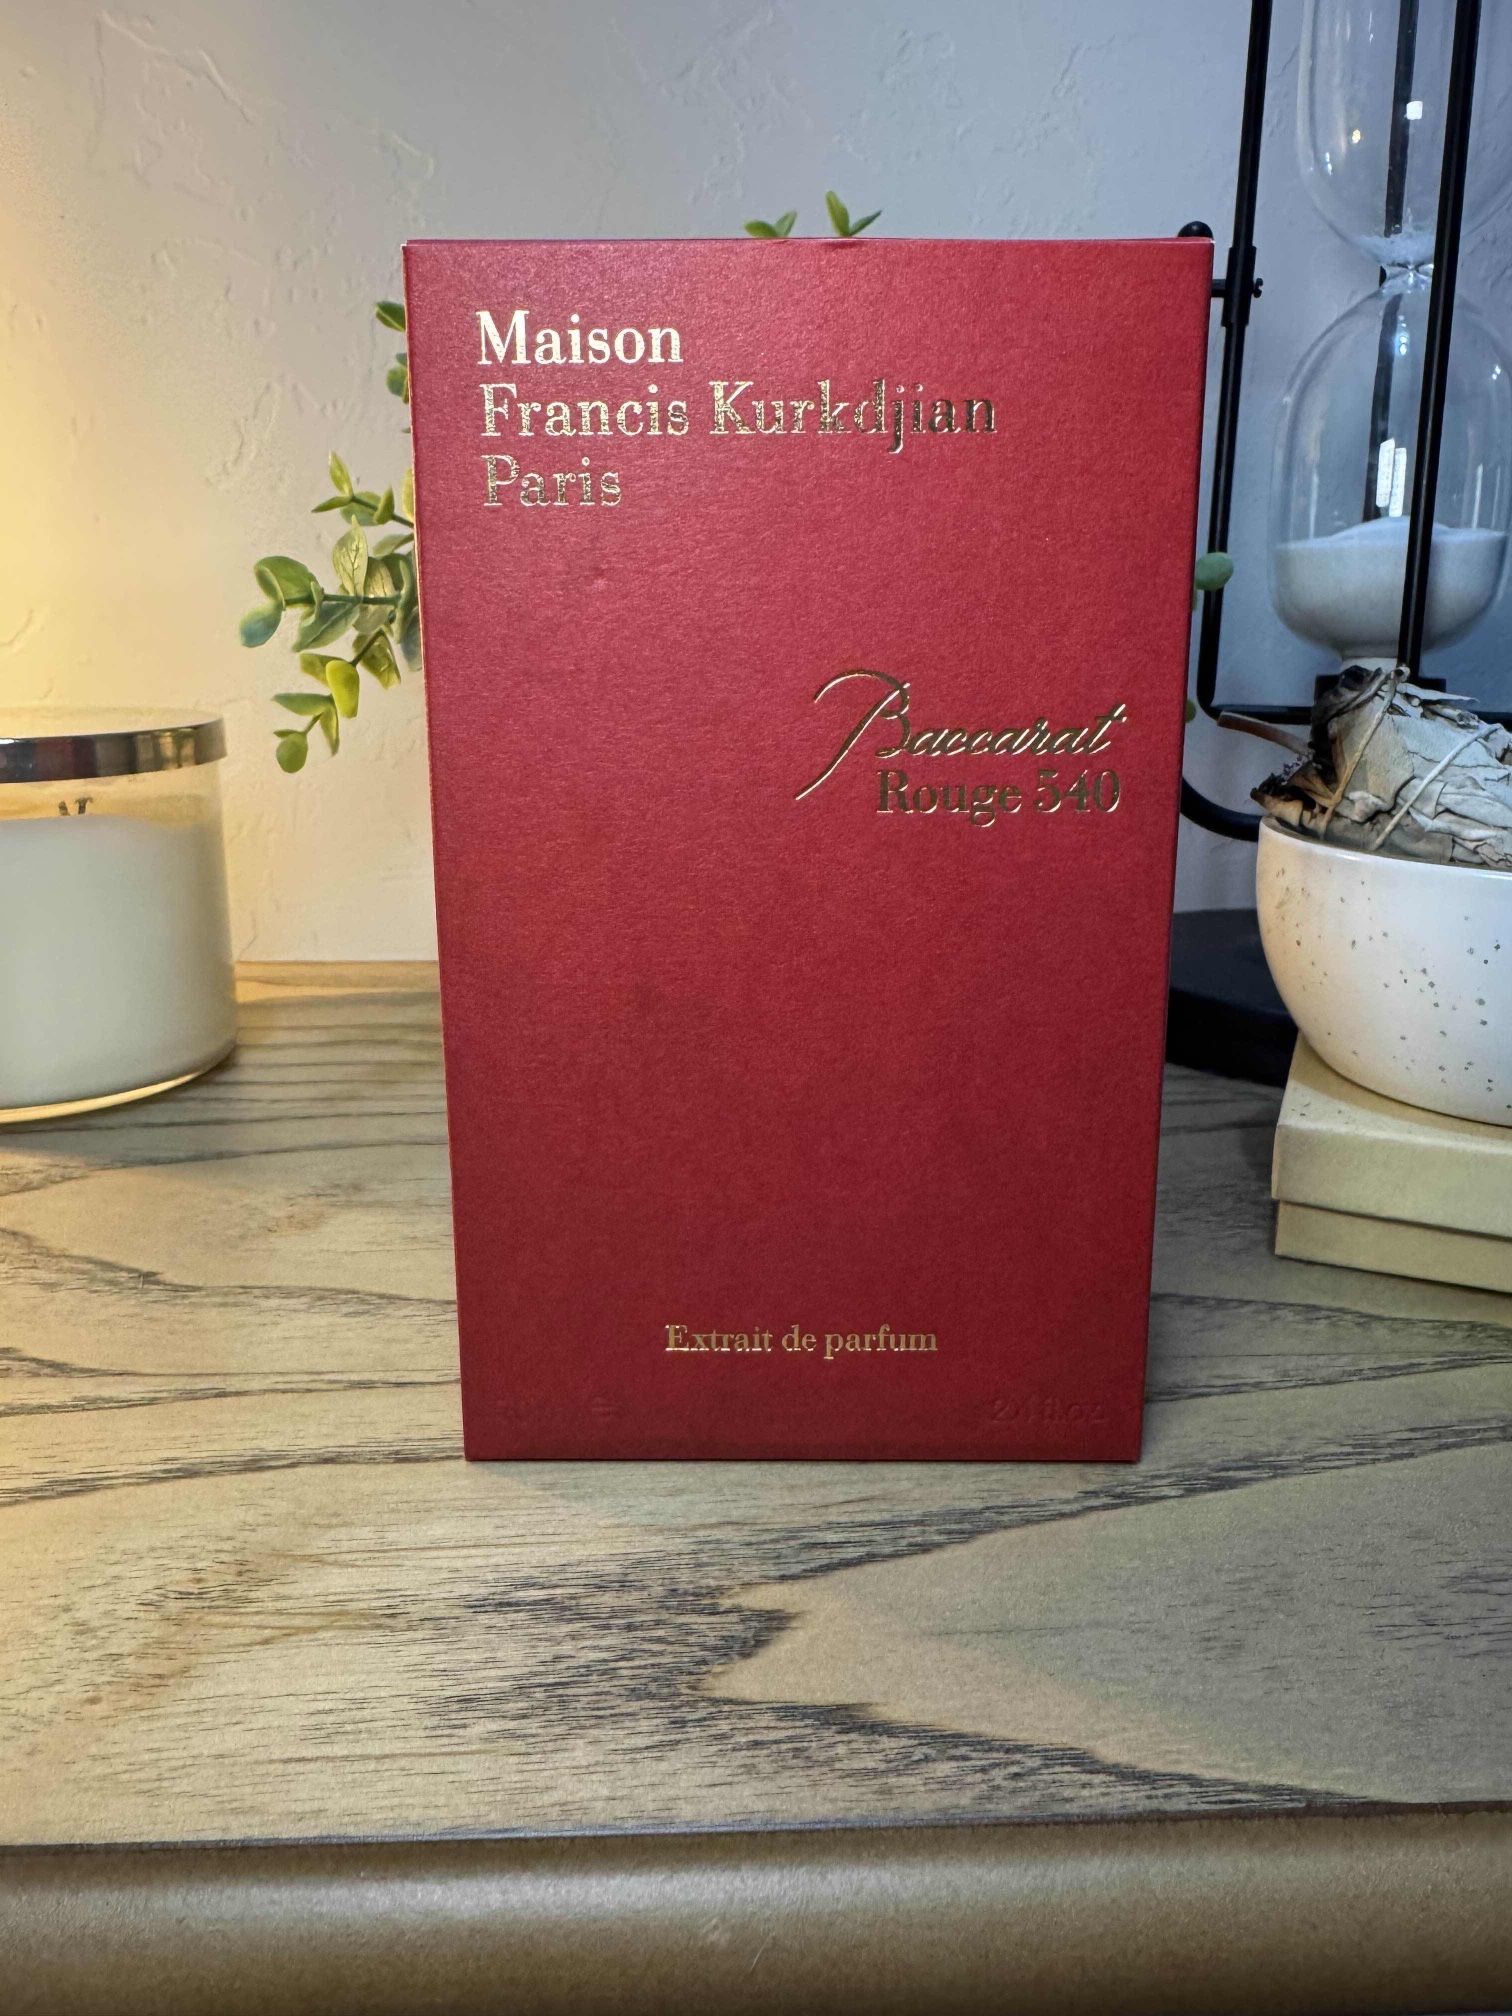 Maison
Francis Kurkdjian
Paris
Baccarat
Rouge 540
Extrait de parfum